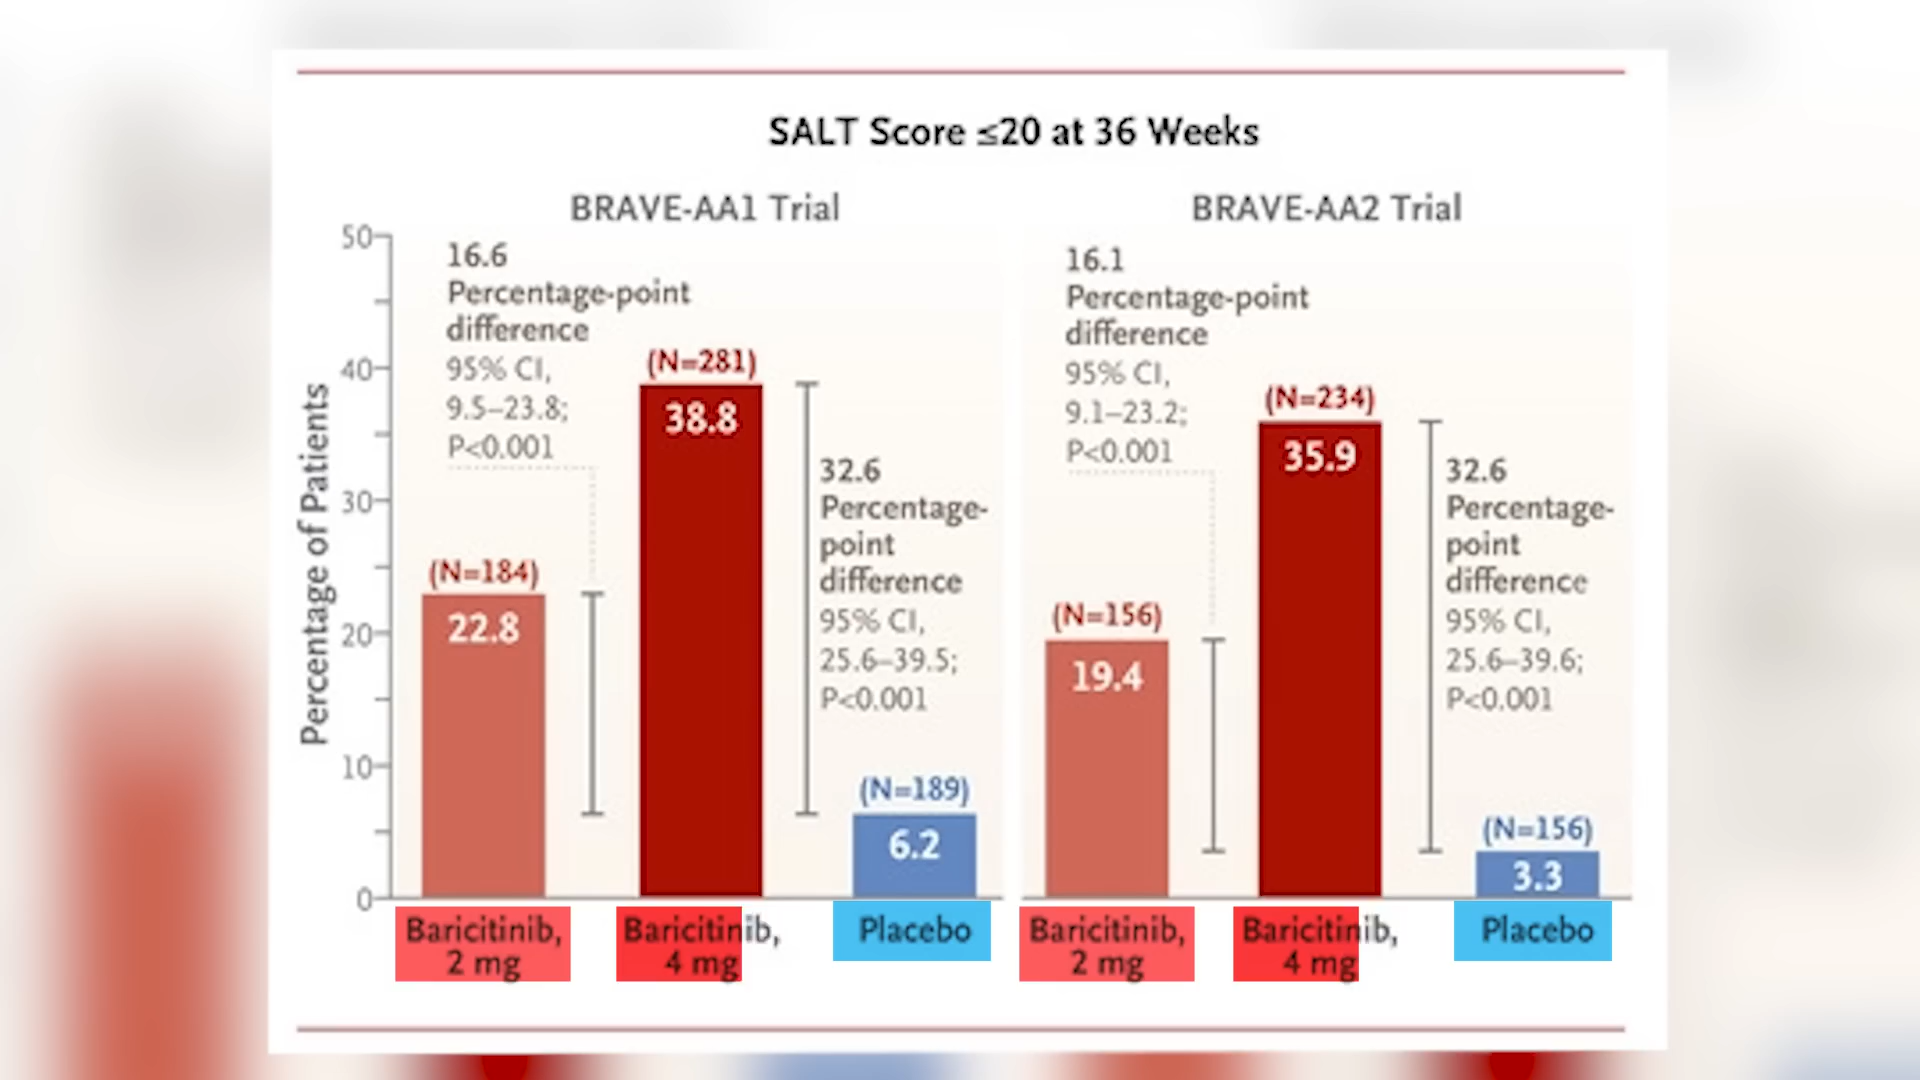 SALT Score ≤20 at 36 Weeks
BRAVE-AA1 Trial
BRAVE-AA2 Trial
Percentage of Patients
50
40
30
20
10
0
16.6
Percentage-point
difference
95% CI,
9.5–23.8;
P<0.001
(N=184)
22.8
(N=281)
38.8
32.6
Percentage-
point
difference
95% CI,
25.6–39.5;
P<0.001
(N=189)
6.2
Baricitinib,
2 mg
Baricitinib,
4 mg
Placebo
16.1
Percentage-point
difference
95% CI,
9.1–23.2;
P<0.001
(N=156)
19.4
(N=234)
35.9
32.6
Percentage-
point
difference
95% CI,
25.6–39.6;
P<0.001
(N=156)
3.3
Baricitinib,
2 mg
Baricitinib,
4 mg
Placebo